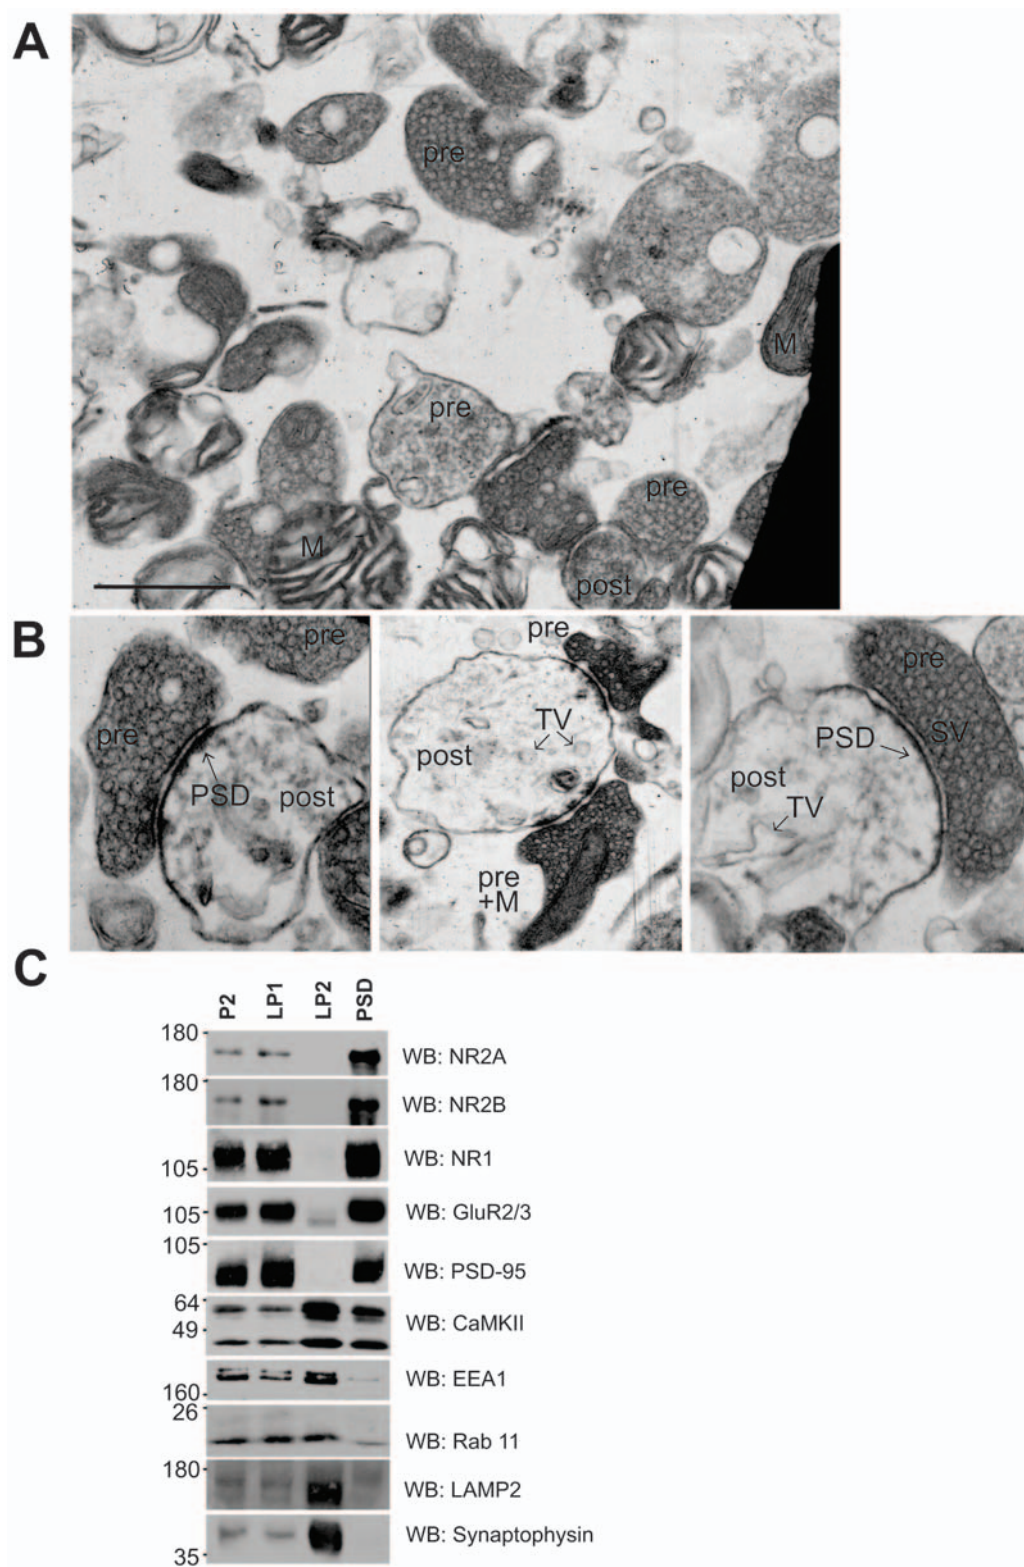 A
pre
M
pre
pre
M
post
B
pre
pre
PSD
post
pre
TV
post
pre
+M
pre
PSD
SV
post
TV
C
P2 LP1 LP2 PSD
180
WB: NR2A
180
WB: NR2B
WB: NR1
105
105 WB: GluR2/3
105
WB: PSD-95
64
WB: CaMKII
49
WB: EEA1
160
26
WB: Rab 11
180
WB: LAMP2
WB: Synaptophysin
35